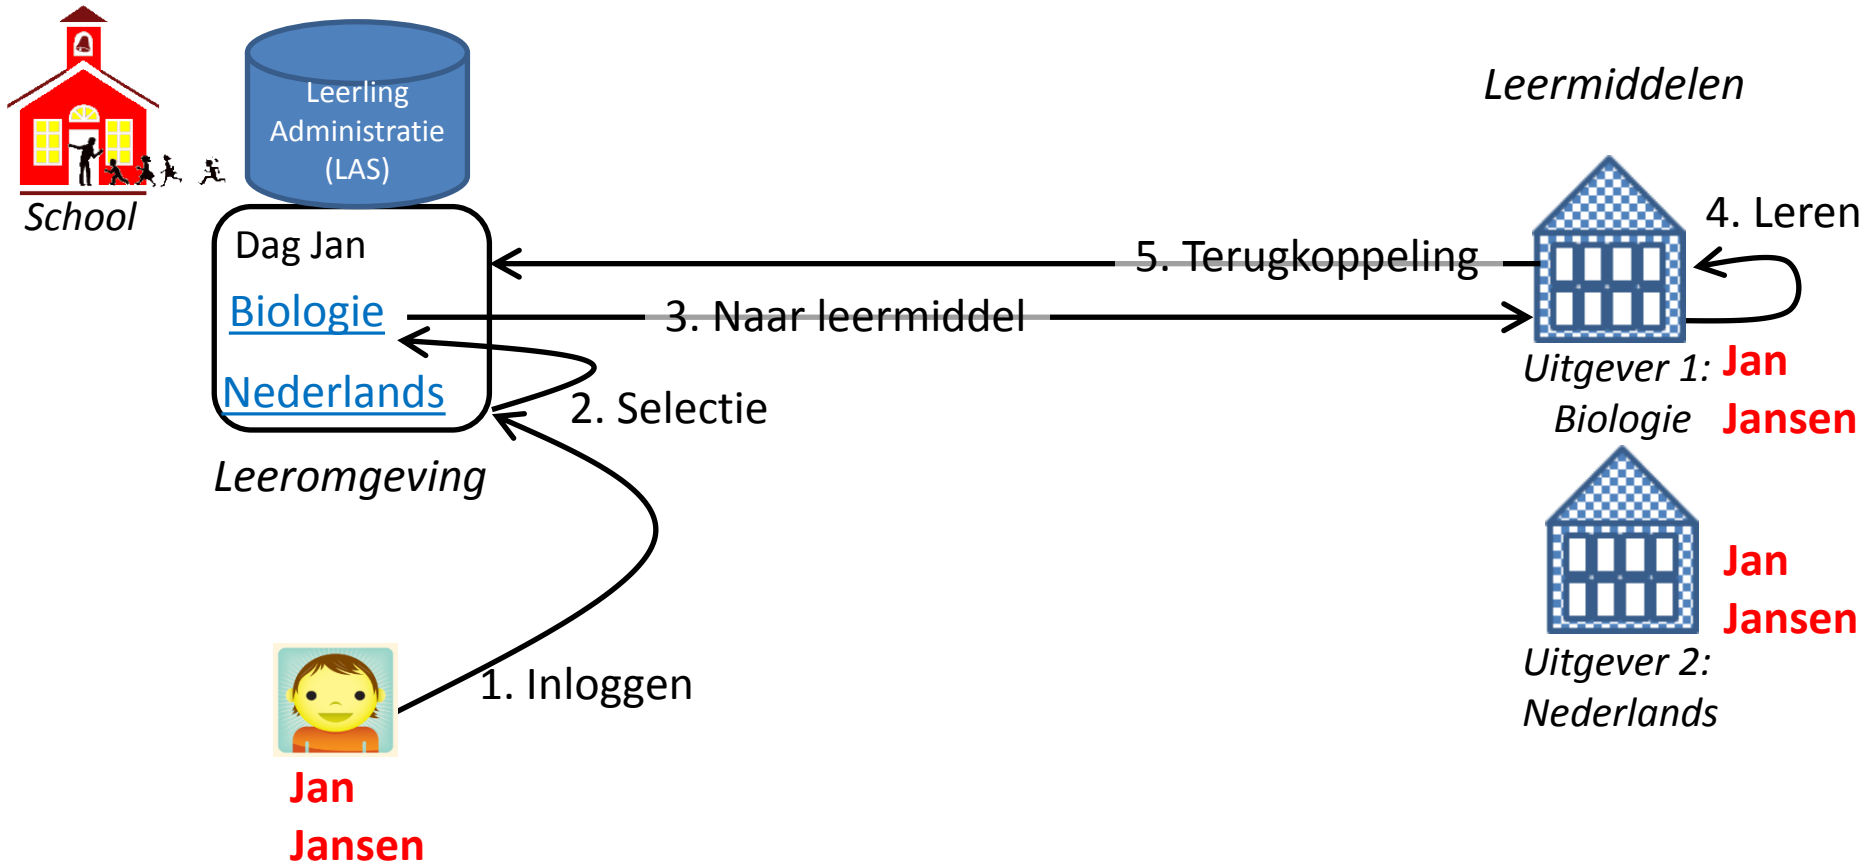 Leerling
Administratie
(LAS)
School
Leermiddelen
Dag Jan
Biologie
Nederlands
Leeromgeving
5. Terugkoppeling
3. Naar leermiddel
2. Selectie
4. Leren
Uitgever 1:
Biologie
Jan
Jansen
Jan
Jansen
Uitgever 2:
Nederlands
1. Inloggen
Jan
Jansen